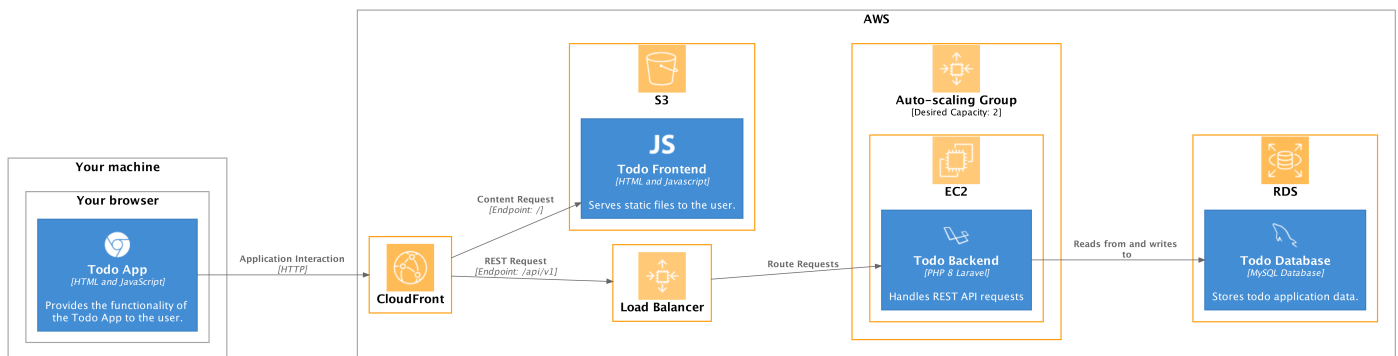 AWS
Your machine
Your browser
Todo App
[HTML and JavaScript]
Provides the functionality of
the Todo App to the user.
Application Interaction
[HTTP]
CloudFront
Content Request
[Endpoint: /]
REST Request
[Endpoint: /api/v1]
S3
JS
Todo Frontend
[HTML and Javascript]
Serves static files to the user.
Load Balancer
Route Requests
Auto-scaling Group
[Desired Capacity: 2]
EC2
Todo Backend
[PHP 8 Laravel]
Handles REST API requests
Reads from and writes
to
RDS
Todo Database
[MySQL Database]
Stores todo application data.